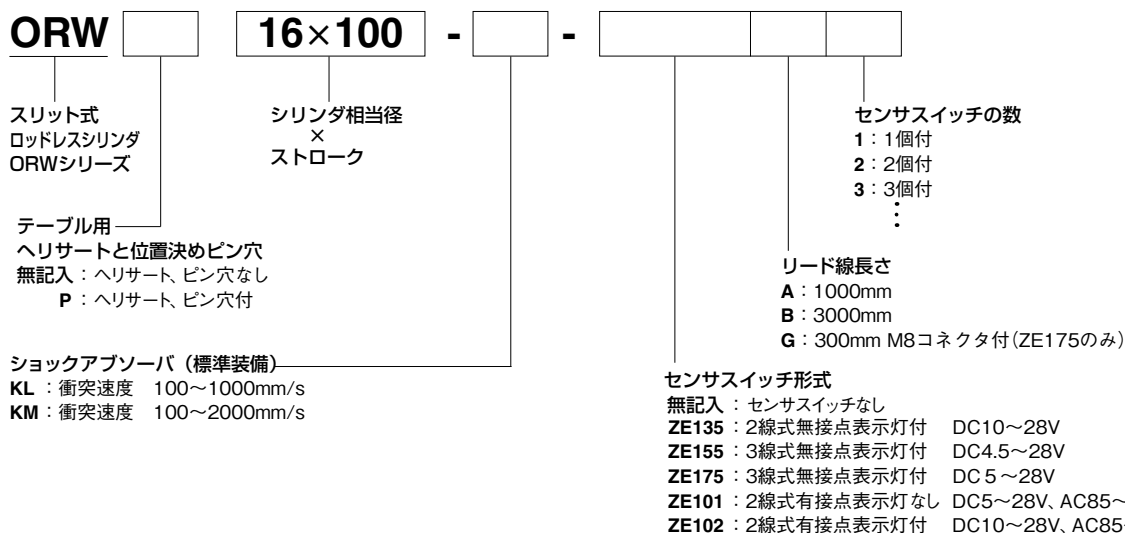 ORW 16×100 - -
スリット式
ロッドレスシリンダ
ORWシリーズ
シリンダ相当径
×
ストローク
センサスイッチの数
1：1個付
2：2個付
3：3個付
⋮
テーブル用
ヘリサートと位置決めピン穴
無記入：ヘリサート、ピン穴なし
P：ヘリサート、ピン穴付
リード線長さ
A：1000mm
B：3000mm
G：300mm M8コネクタ付（ZE175のみ）
ショックアブソーバ（標準装備）
KL：衝突速度　100～1000mm/s
KM：衝突速度　100～2000mm/s
センサスイッチ形式
無記入：センサスイッチなし
ZE135：2線式無接点表示灯付　DC10～28V
ZE155：3線式無接点表示灯付　DC4.5～28V
ZE175：3線式無接点表示灯付　DC5～28V
ZE101：2線式有接点表示灯なし DC5～28V、AC85～
ZE102：2線式有接点表示灯付　DC10～28V、AC85